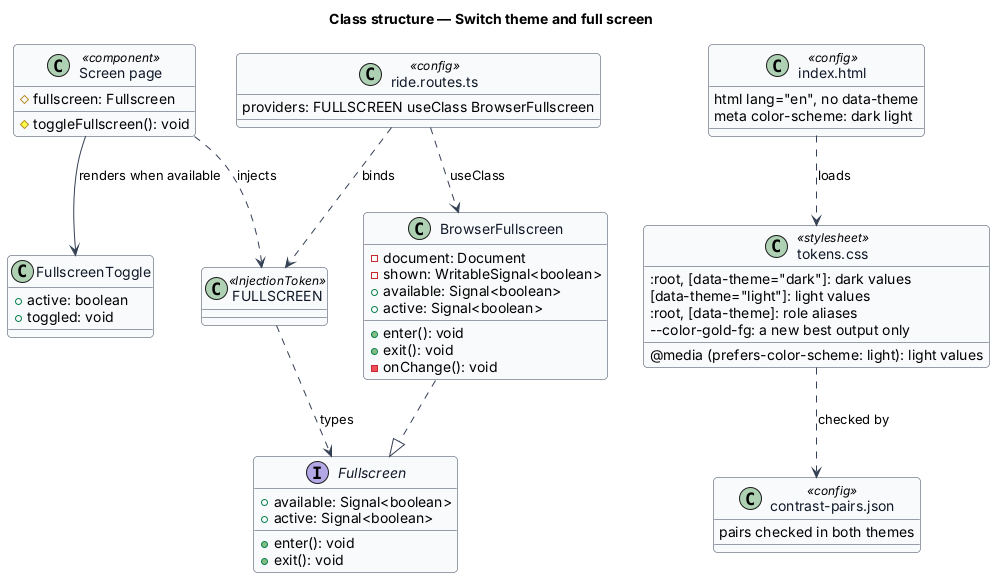 Class structure — Switch theme and full screen
C
«component»
Screen page
fullscreen: Fullscreen
toggleFullscreen(): void
C
«config»
ride.routes.ts
providers: FULLSCREEN useClass BrowserFullscreen
C
«config»
index.html
html lang="en", no data-theme
meta color-scheme: dark light
renders when available
injects
binds
useClass
loads
C
FullscreenToggle
active: boolean
toggled: void
C
«InjectionToken»
FULLSCREEN
C
BrowserFullscreen
document: Document
shown: WritableSignal<boolean>
available: Signal<boolean>
active: Signal<boolean>
enter(): void
exit(): void
onChange(): void
C
«stylesheet»
tokens.css
:root, [data-theme="dark"]: dark values
[data-theme="light"]: light values
:root, [data-theme]: role aliases
--color-gold-fg: a new best output only
@media (prefers-color-scheme: light): light values
types
checked by
I
Fullscreen
available: Signal<boolean>
active: Signal<boolean>
enter(): void
exit(): void
C
«config»
contrast-pairs.json
pairs checked in both themes